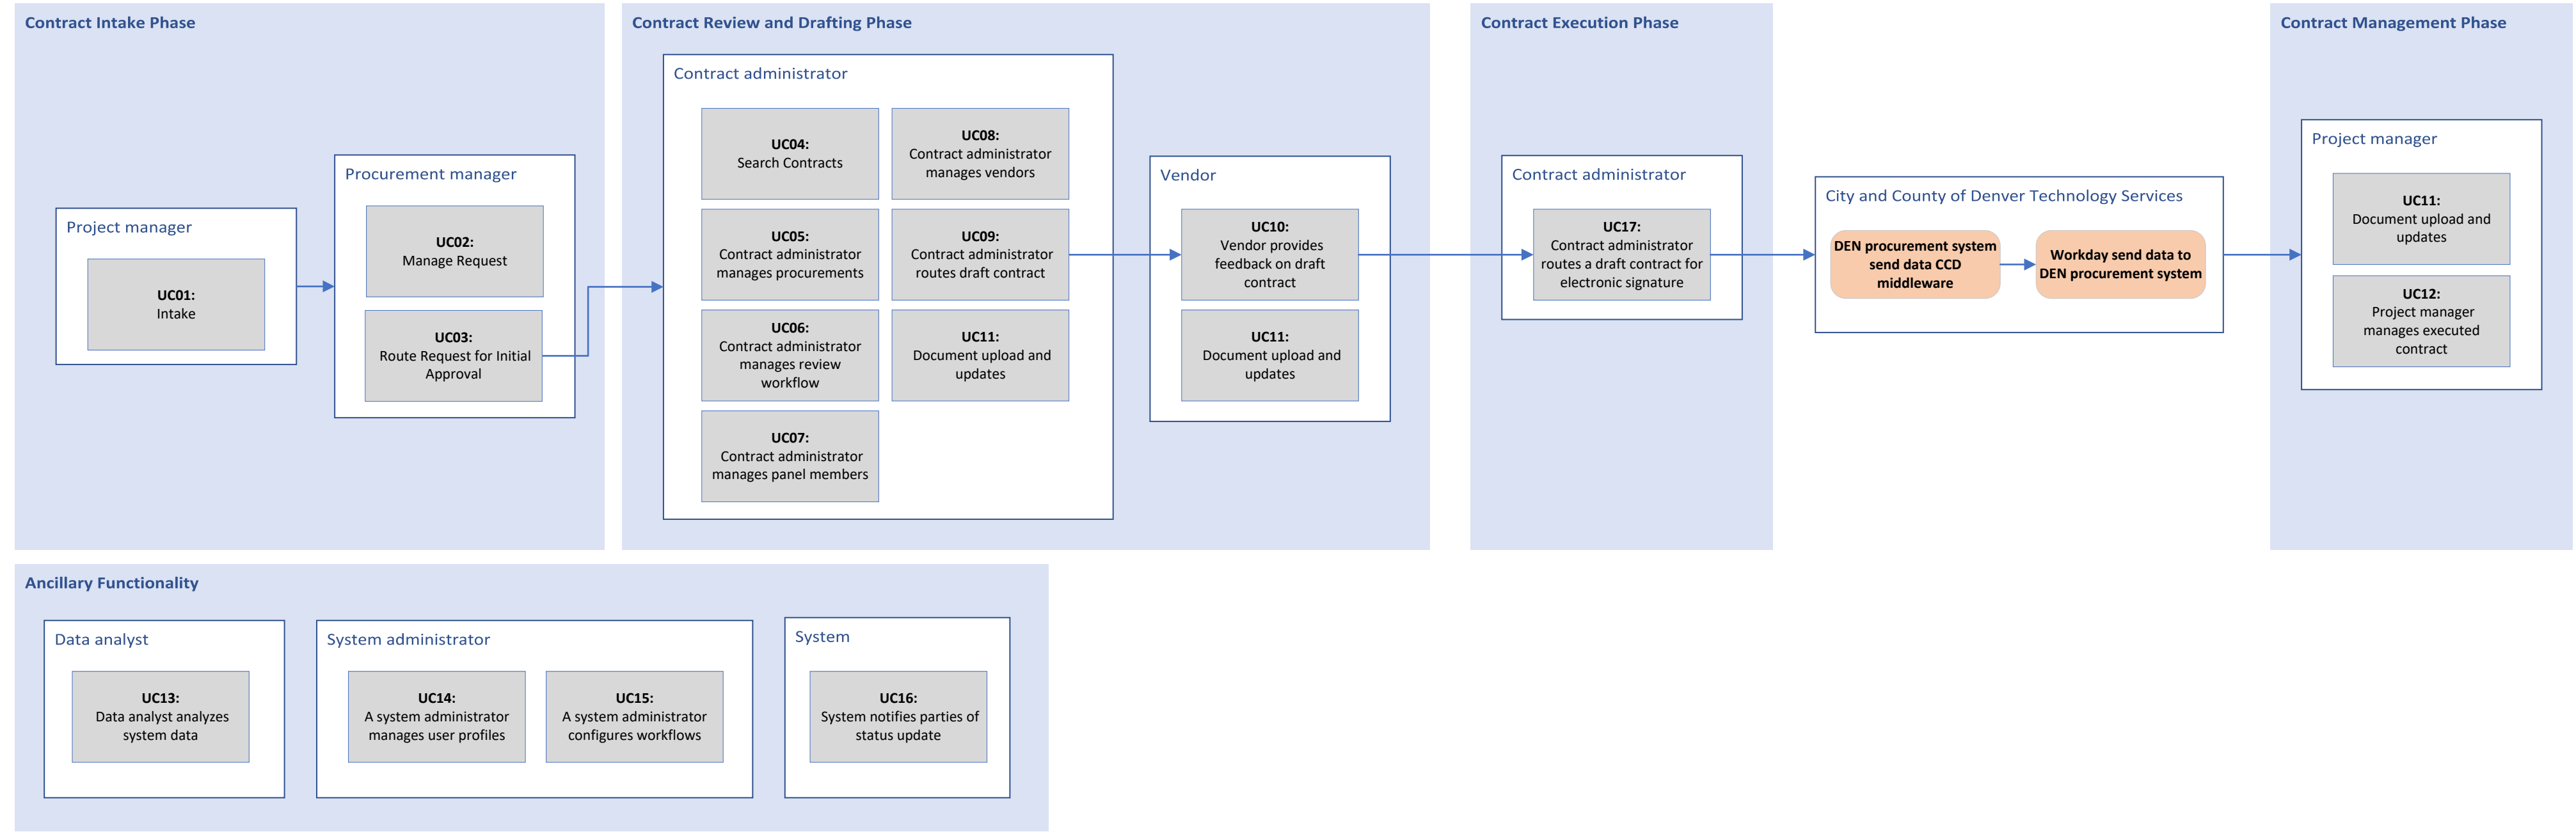 Contract Intake Phase
Project manager
UC01:
Intake
Procurement manager
UC02:
Manage Request
UC03:
Route Request for Initial
Approval
Contract Review and Drafting Phase
Contract administrator
UC04:
Search Contracts
UC05:
Contract administrator
manages procurements
UC06:
Contract administrator
manages review
workflow
UC07:
Contract administrator
manages panel members
UC08:
Contract administrator
manages vendors
UC09:
Contract administrator
routes draft contract
UC11:
Document upload and
updates
Vendor
UC10:
Vendor provides
feedback on draft
contract
UC11:
Document upload and
updates
Contract Execution Phase
Contract administrator
UC17:
Contract administrator
routes a draft contract for
electronic signature
City and County of Denver Technology Services
DEN procurement system
send data CCD
middleware
Workday send data to
DEN procurement system
Contract Management Phase
Project manager
UC11:
Document upload and
updates
UC12:
Project manager
manages executed
contract
Ancillary Functionality
Data analyst
UC13:
Data analyst analyzes
system data
System administrator
UC14:
A system administrator
manages user profiles
UC15:
A system administrator
configures workflows
System
UC16:
System notifies parties of
status update